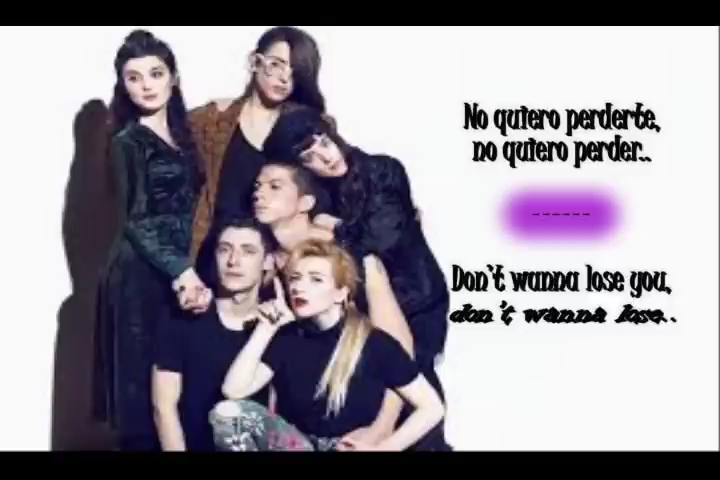 No quiero perderte,
no quiero perder..
------
Don't wanna lose you,
don't wanna lose..